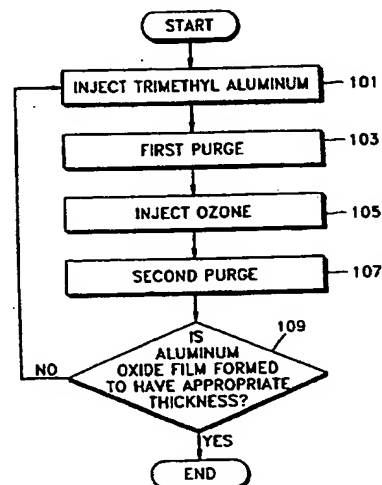 START
INJECT TRIMETHYL ALUMINUM
101
FIRST PURGE
103
INJECT OZONE
105
SECOND PURGE
107
109
IS
ALUMINUM
OXIDE FILM FORMED
TO HAVE APPROPRIATE
THICKNESS?
NO
YES
END